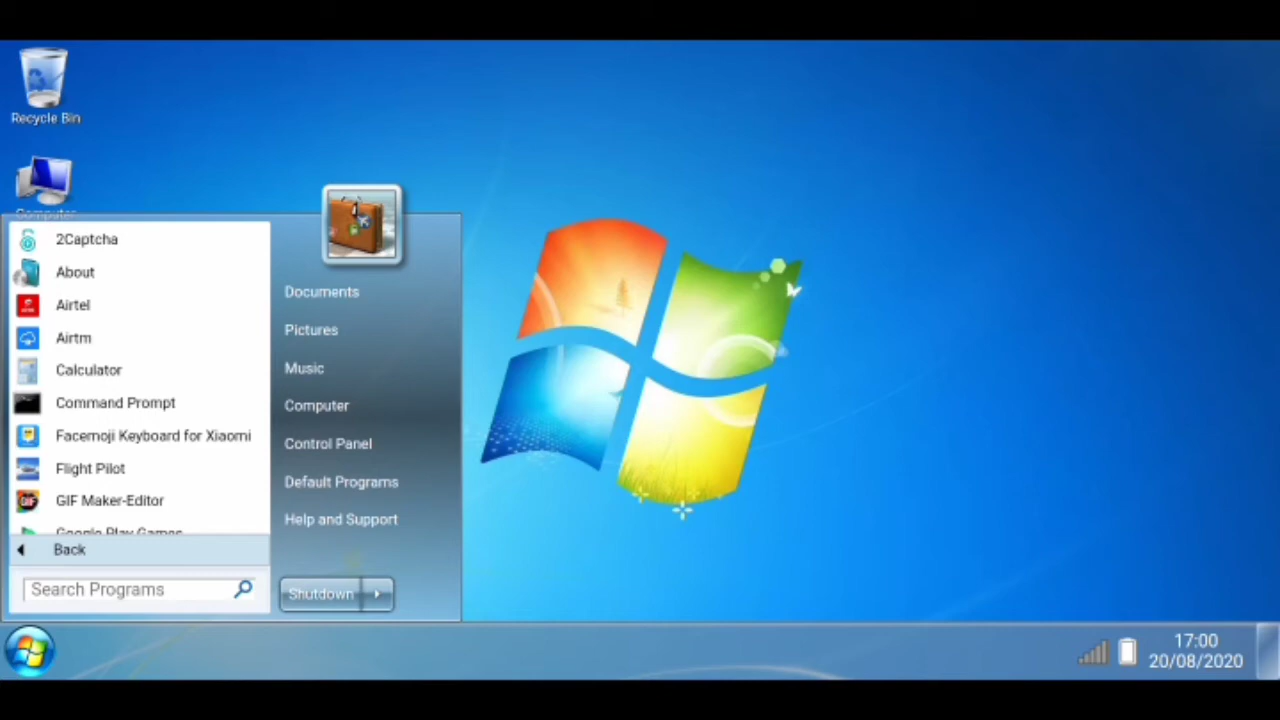 Recycle Bin
Computer
2Captcha
About
Airtel
Airtm
Calculator
Command Prompt
Facemoji Keyboard for Xiaomi
Flight Pilot
GIF Maker-Editor
Google Play Games
Back
Search Programs
Documents
Pictures
Music
Computer
Control Panel
Default Programs
Help and Support
Shutdown
17:00
20/08/2020